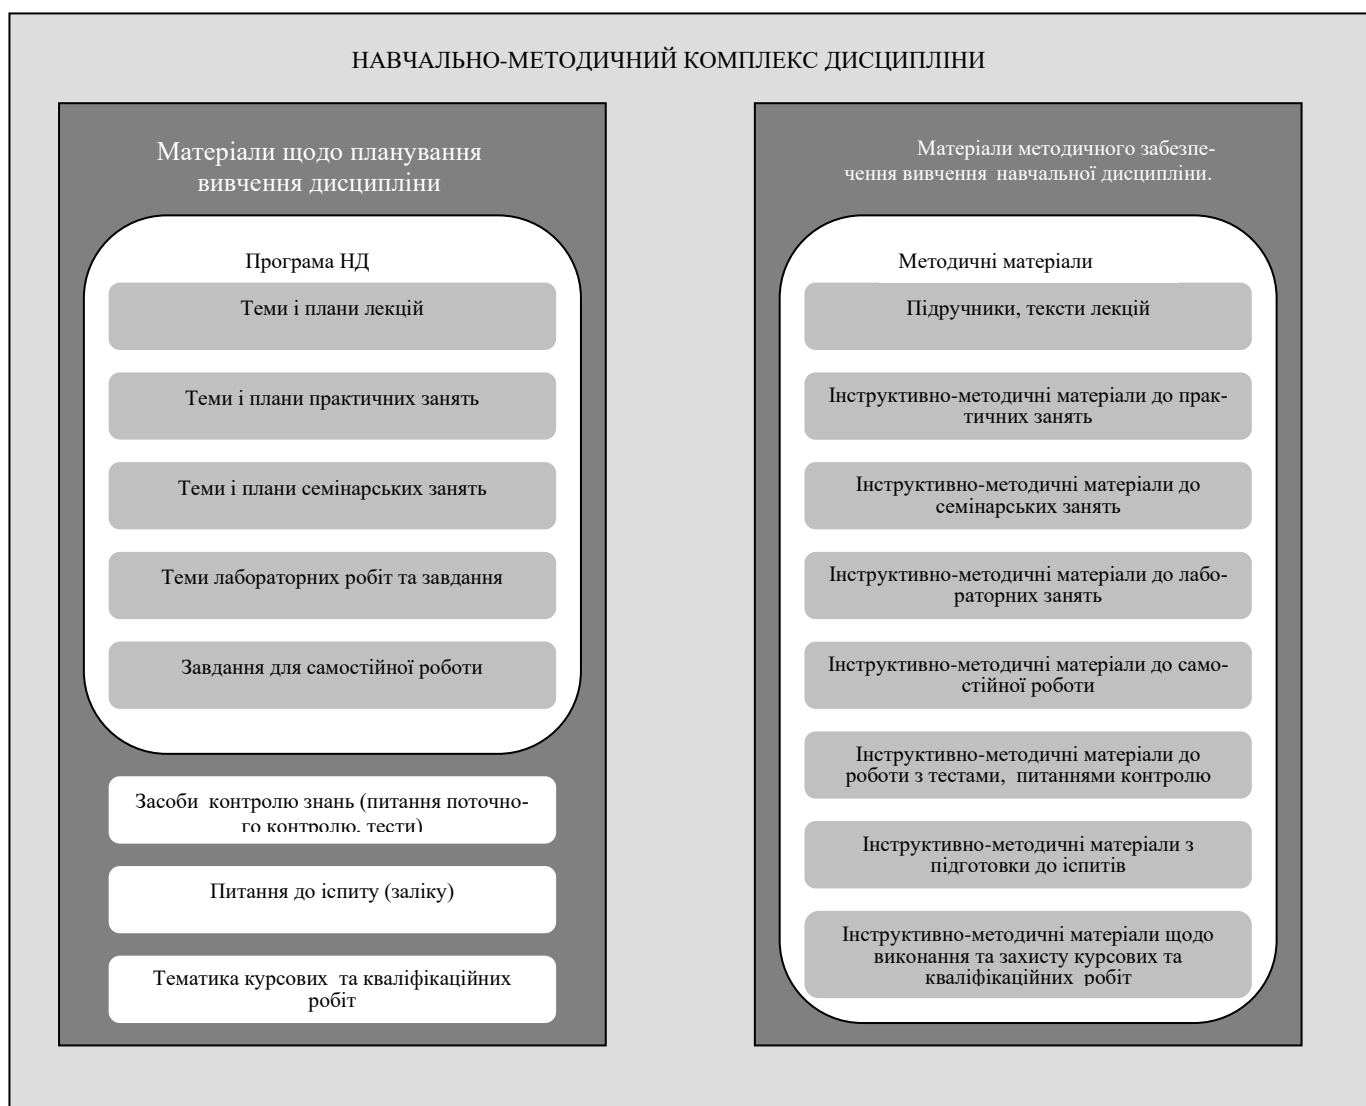 НАВЧАЛЬНО-МЕТОДИЧНИЙ КОМПЛЕКС ДИСЦИПЛІНИ
Матеріали щодо планування
вивчення дисципліни
Програма НД
Теми і плани лекцій
Теми і плани практичних занять
Теми і плани семінарських занять
Теми лабораторних робіт та завдання
Завдання для самостійної роботи
Засоби контролю знань (питання поточно-
го контролю, тести)
Питання до іспиту (заліку)
Тематика курсових та кваліфікаційних
робіт
Матеріали методичного забезпе-
чення вивчення навчальної дисципліни.
Методичні матеріали
Підручники, тексти лекцій
Інструктивно-методичні матеріали до прак-
тичних занять
Інструктивно-методичні матеріали до
семінарських занять
Інструктивно-методичні матеріали до лабо-
раторних занять
Інструктивно-методичні матеріали до само-
стійної роботи
Інструктивно-методичні матеріали до
роботи з тестами, питаннями контролю
Інструктивно-методичні матеріали з
підготовки до іспитів
Інструктивно-методичні матеріали щодо
виконання та захисту курсових та
кваліфікаційних робіт